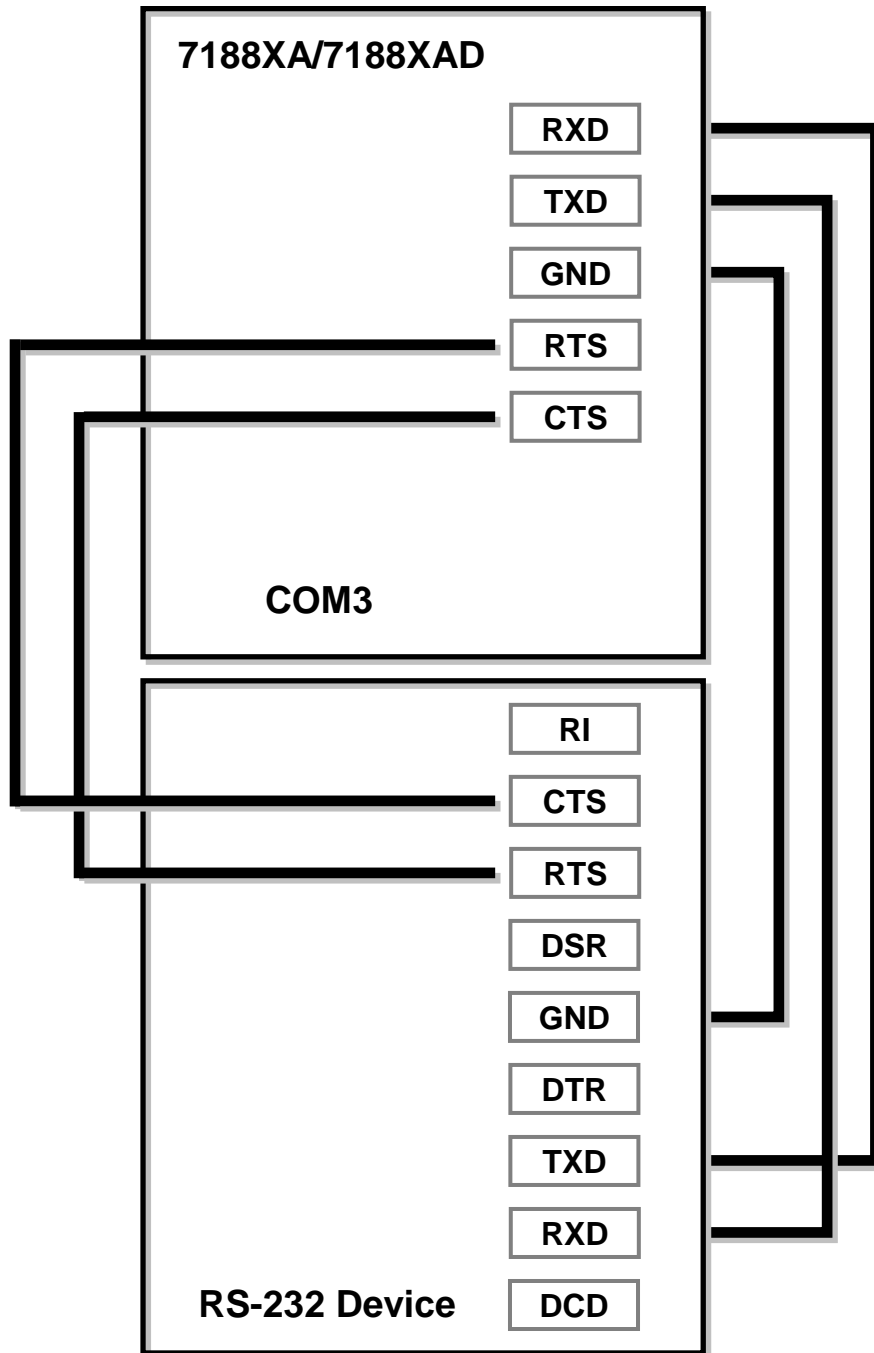 7188XA/7188XAD
RXD
TXD
GND
RTS
CTS
COM3
RI
CTS
RTS
DSR
GND
DTR
TXD
RXD
RS-232 Device DCD